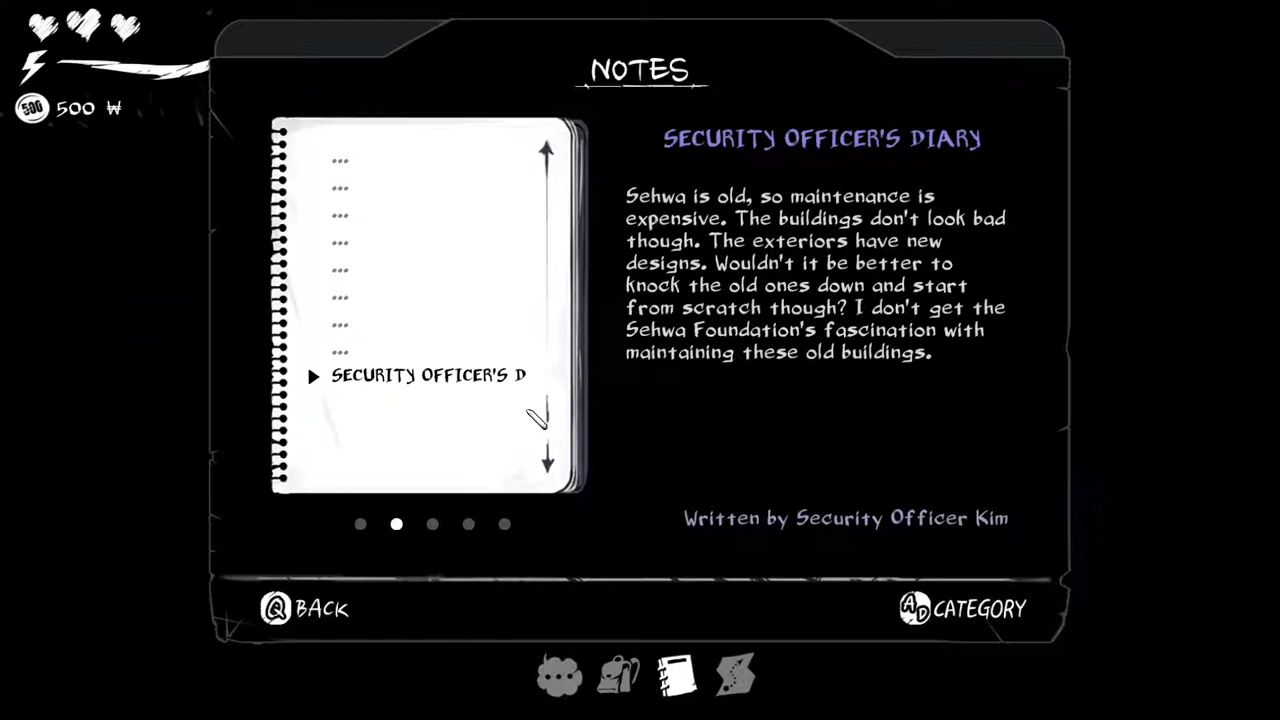 500 500 ₩
NOTES
...
...
...
...
...
...
...
...
SECURITY OFFICER'S D
SECURITY OFFICER'S DIARY
Sehwa is old, so maintenance is
expensive. The buildings don't look bad
though. The exteriors have new
designs. Wouldn't it be better to
knock the old ones down and start
from scratch though? I don't get the
Sehwa Foundation's fascination with
maintaining these old buildings.
Written by Security Officer Kim
Q BACK
AD CATEGORY